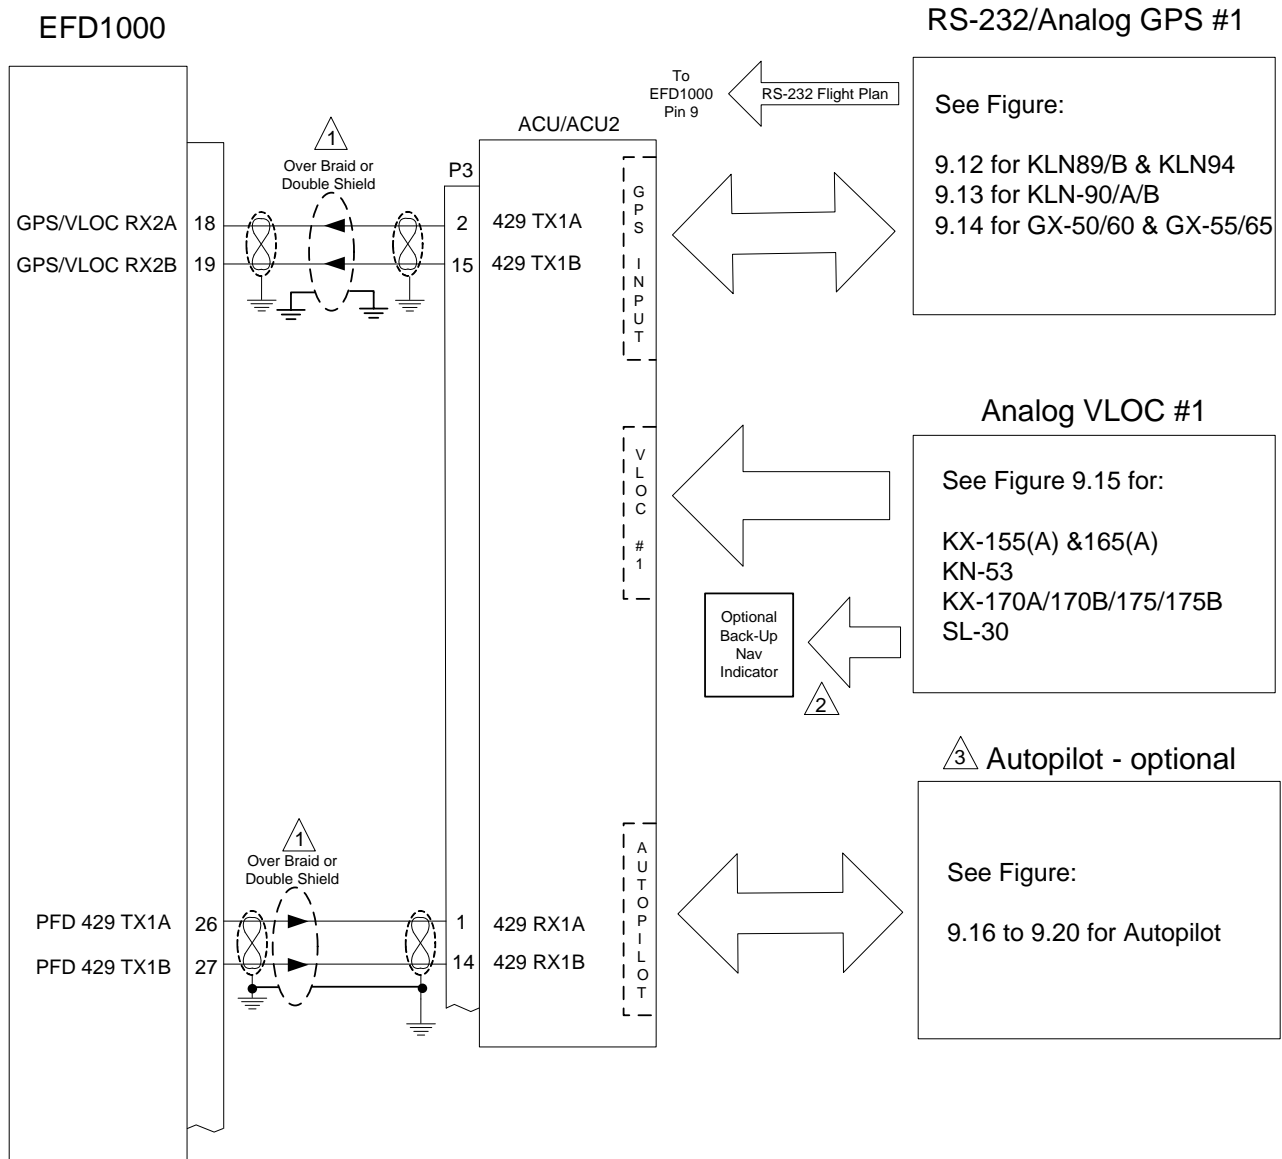 EFD1000
RS-232/Analog GPS #1
To
EFD1000
Pin 9
RS-232 Flight Plan
See Figure:
9.12 for KLN89/B & KLN94
9.13 for KLN-90/A/B
9.14 for GX-50/60 & GX-55/65
ACU/ACU2
1
Over Braid or
Double Shield
P3
GPS INPUT
GPS/VLOC RX2A 18
2 429 TX1A
GPS/VLOC RX2B 19
15 429 TX1B
Analog VLOC #1
VLOC #1
See Figure 9.15 for:
KX-155(A) &165(A)
KN-53
KX-170A/170B/175/175B
SL-30
Optional
Back-Up
Nav
Indicator
2
3 Autopilot - optional
AUTOPILOT
See Figure:
9.16 to 9.20 for Autopilot
1
Over Braid or
Double Shield
PFD 429 TX1A 26
1 429 RX1A
PFD 429 TX1B 27
14 429 RX1B